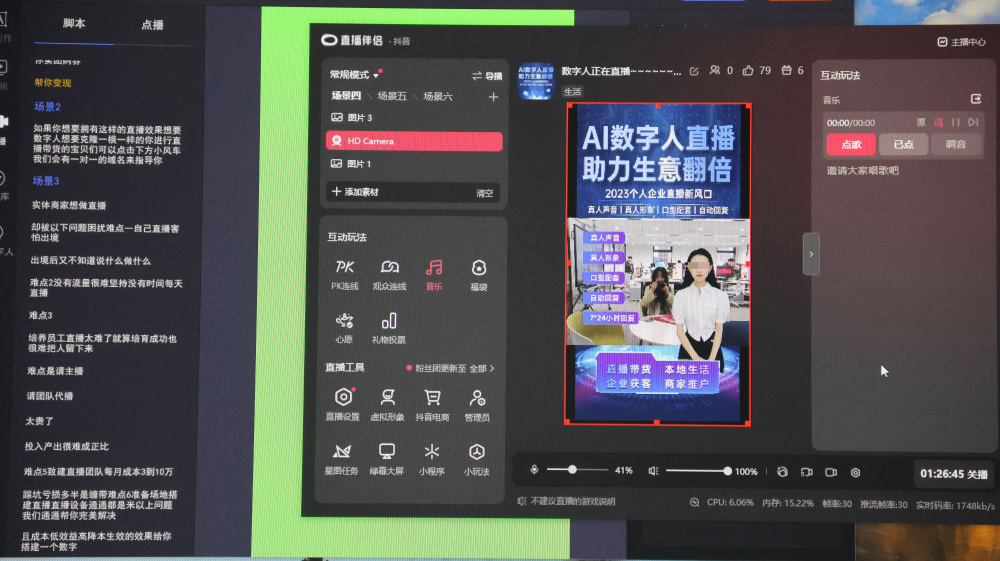 脚本
点播
帮你变现
场景2
如果你想要拥有这样的直播效果想要
数字人想要克隆一模一样的你进行直
播带货的宝贝们可以点击下方小风车
我们会有一对一的域名来指导你
场景3
实体商家想做直播
却被以下问题困扰难点一自己直播害
怕出境
出境后又不知道说什么做什么
难点2没有流量很难坚持没有时间每天
直播
难点3
培养员工直播太难了就算培育成功也
很难把人留下来
难点是请主播
请团队代播
太贵了
投入产出很难成正比
难点5致建直播团队每月成本3到10万
踩坑亏损多半是缠带难点6准备场地搭
建直播直播设备通通都是米以上问题
我们通通帮你完美解决
且成本低效益高降本生效的效果给你
搭建一个数字
直播伴侣 - 抖音
主播中心
常规模式
导播
场景四
场景五
场景六
图片 3
HD Camera
图片 1
添加素材
清空
互动玩法
PK
PK连线
观众连线
音乐
福袋
心愿
礼物投票
直播工具
粉丝团更新至
全部
直播设置
虚拟形象
抖音电商
管理员
星图任务
绿幕大屏
小程序
小玩法
AI数字人直播
助力生意翻倍
数字人正在直播~~~~~~...
0
79
6
生活
AI数字人直播
助力生意翻倍
2023个人企业直播新风口
真人声音 | 真人形象 | 口型配套 | 自动回复
真人声音
真人形象
口型配套
自动回复
7*24小时回复
直播带货 本地生活
企业获客 商家推户
41%
100%
01:26:45 关播
不建议直播的游戏说明
CPU: 6.06%
内存: 15.22%
帧率:30
推流帧率:30
实时码率: 1748kb/s
互动玩法
音乐
00:00/00:00
原
点歌
已点
调音
邀请大家唱歌吧